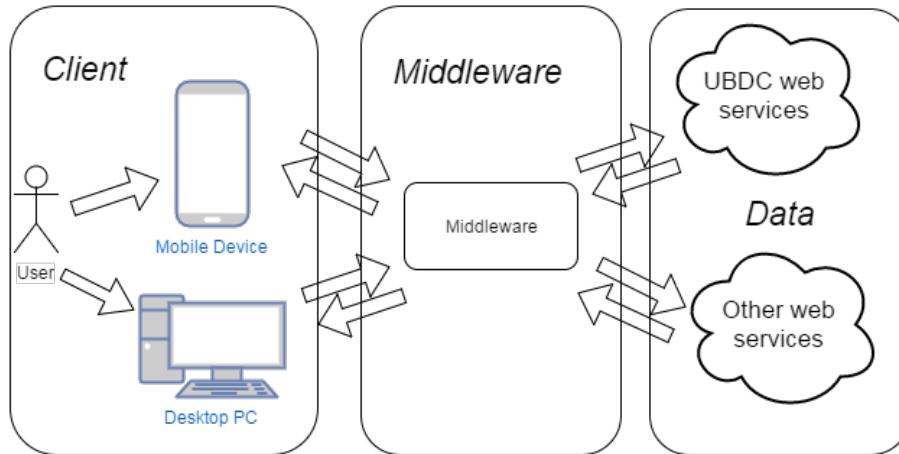 Client
Mobile Device
User
Desktop PC
Middleware
Middleware
UBDC web
services
Data
Other web
services